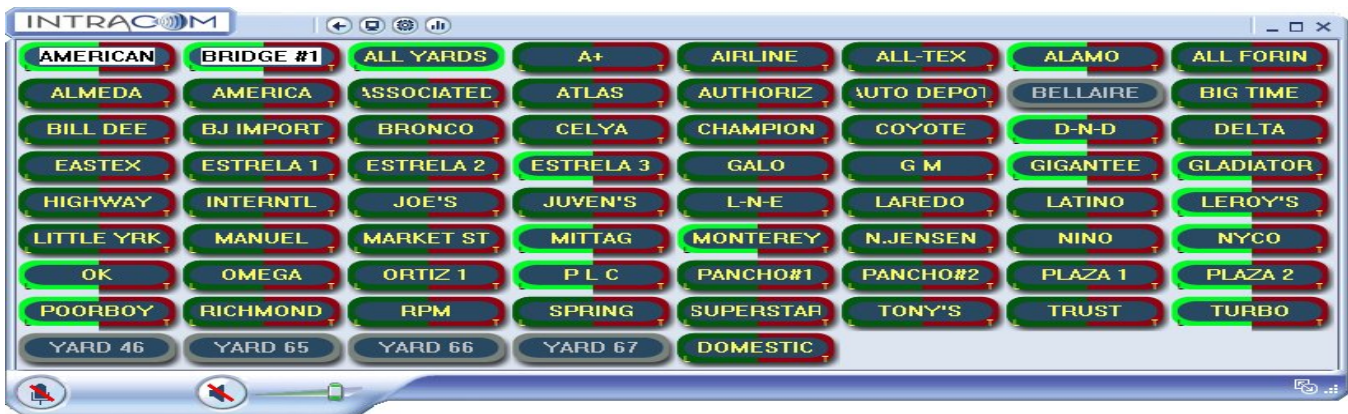 INTRACOM
AMERICAN BRIDGE #1 ALL YARDS A+ AIRLINE ALL-TEX ALAMO ALL FORIN
ALMEDA AMERICA ASSOCIATED ATLAS AUTHORIZ AUTO DEPOT BELLAIRE BIG TIME
BILL DEE BJ IMPORT BRONCO CELYA CHAMPION COYOTE D-N-D DELTA
EASTEX ESTRELA 1 ESTRELA 2 ESTRELA 3 GALO G M GIGANTEE GLADIATOR
HIGHWAY INTERNTL JOE'S JUVEN'S L-N-E LAREDO LATINO LEROY'S
LITTLE YRK MANUEL MARKET ST MITTAG MONTEREY N.JENSEN NINO NYCO
OK OMEGA ORTIZ 1 P L C PANCHO#1 PANCHO#2 PLAZA 1 PLAZA 2
POORBOY RICHMOND RPM SPRING SUPERSTAR TONY'S TRUST TURBO
YARD 46 YARD 65 YARD 66 YARD 67 DOMESTIC